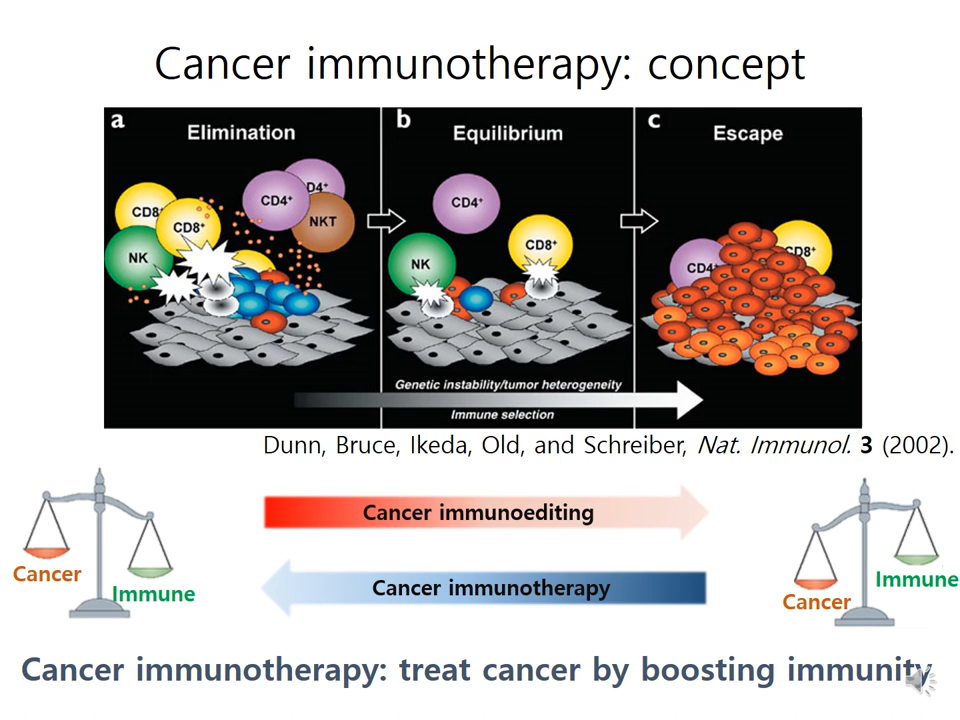 Cancer immunotherapy: concept
a
Elimination
b
Equilibrium
c
Escape
CD8⁺
CD8⁺
NK
CD4⁺
D4⁺
NKT
CD4⁺
NK
CD8⁺
CD4⁺
CD8⁺
Genetic instability/tumor heterogeneity
Immune selection
Dunn, Bruce, Ikeda, Old, and Schreiber, Nat. Immunol. 3 (2002).
Cancer
Immune
Cancer immunoediting
Cancer immunotherapy
Cancer
Immune
Cancer immunotherapy: treat cancer by boosting immunity